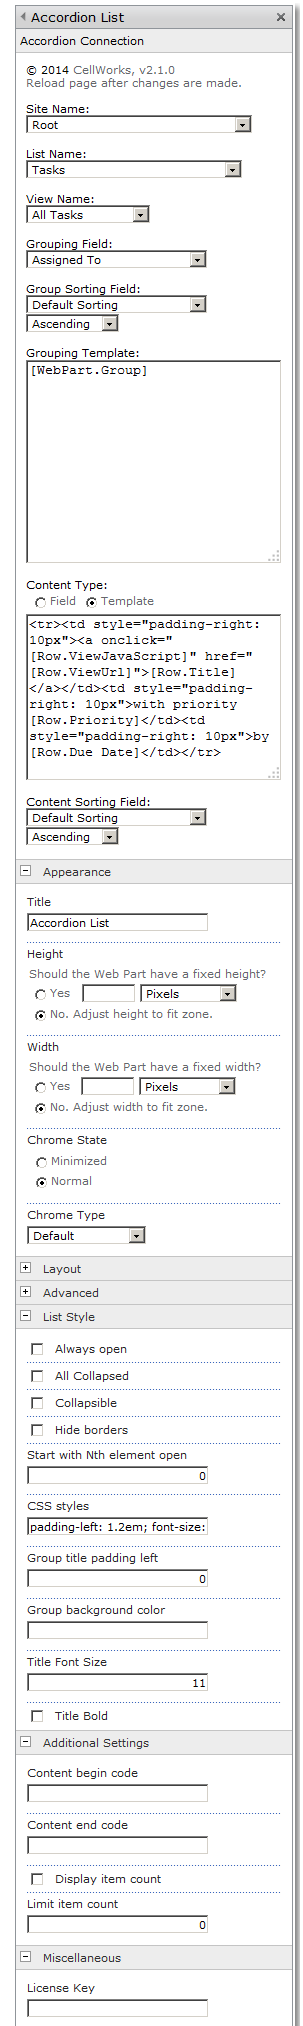 Accordion List
Accordion Connection
© 2014 CellWorks, v2.1.0
Reload page after changes are made.
Site Name:
Root
List Name:
Tasks
View Name:
All Tasks
Grouping Field:
Assigned To
Group Sorting Field:
Default Sorting
Ascending
Grouping Template:
[WebPart.Group]
Content Type:
Field Template
<tr><td style="padding-right:
10px"><a onclick="
[Row.ViewJavaScript]" href="
[Row.ViewUrl]">[Row.Title]
</a></td><td style="padding-
right: 10px">with priority
[Row.Priority]</td><td
style="padding-right: 10px">by
[Row.Due Date]</td></tr>
Content Sorting Field:
Default Sorting
Ascending
Appearance
Title
Accordion List
Height
Should the Web Part have a fixed height?
Yes Pixels
No. Adjust height to fit zone.
Width
Should the Web Part have a fixed width?
Yes Pixels
No. Adjust width to fit zone.
Chrome State
Minimized
Normal
Chrome Type
Default
Layout
Advanced
List Style
Always open
All Collapsed
Collapsible
Hide borders
Start with Nth element open
0
CSS styles
padding-left: 1.2em; font-size:
Group title padding left
0
Group background color
Title Font Size
11
Title Bold
Additional Settings
Content begin code
Content end code
Display item count
Limit item count
0
Miscellaneous
License Key